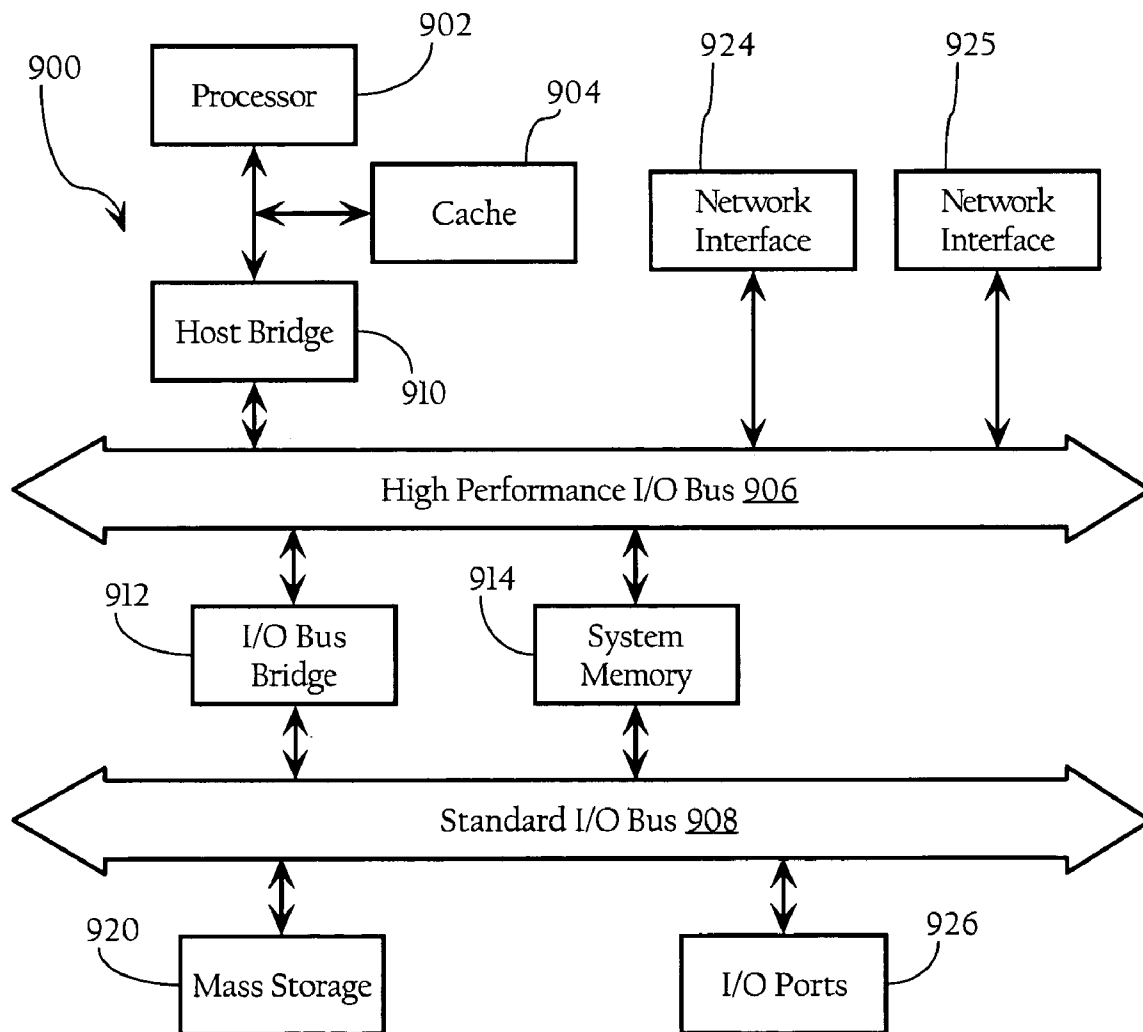 902
924
925
900
Processor
904
Cache
Network
Interface
Network
Interface
Host Bridge
910
High Performance I/O Bus 906
912
914
I/O Bus
Bridge
System
Memory
Standard I/O Bus 908
920
926
Mass Storage
I/O Ports